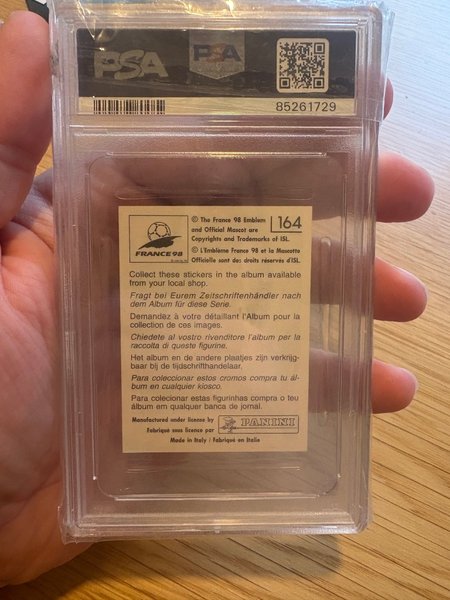 PSA
PSA
85261729
© The France 98 Emblem
and Official Mascot are
Copyrights and Trademarks of ISL.
164
© L'Emblème France 98 et la Mascotte
Officielle sont des droits réservés d'ISL.
FRANCE 98
Collect these stickers in the album available
from your local shop.
Fragt bei Eurem Zeitschriftenhändler nach
dem Album für diese Serie.
Demandez à votre détaillant l'Album pour la
collection de ces images.
Chiedete al vostro rivenditore l'album per la
raccolta di queste figurine.
Het album en de andere plaatjes zijn verkrijg-
baar bij de tijdschrifthandelaar.
Para coleccionar estos cromos compra tu ál-
bum en cualquier kiosco.
Para colecionar estas figurinhas compra o teu
álbum em qualquer banca de jornal.
Manufactured under license by
Fabriqué sous licence par
PANINI
Made in Italy / Fabriqué en Italie